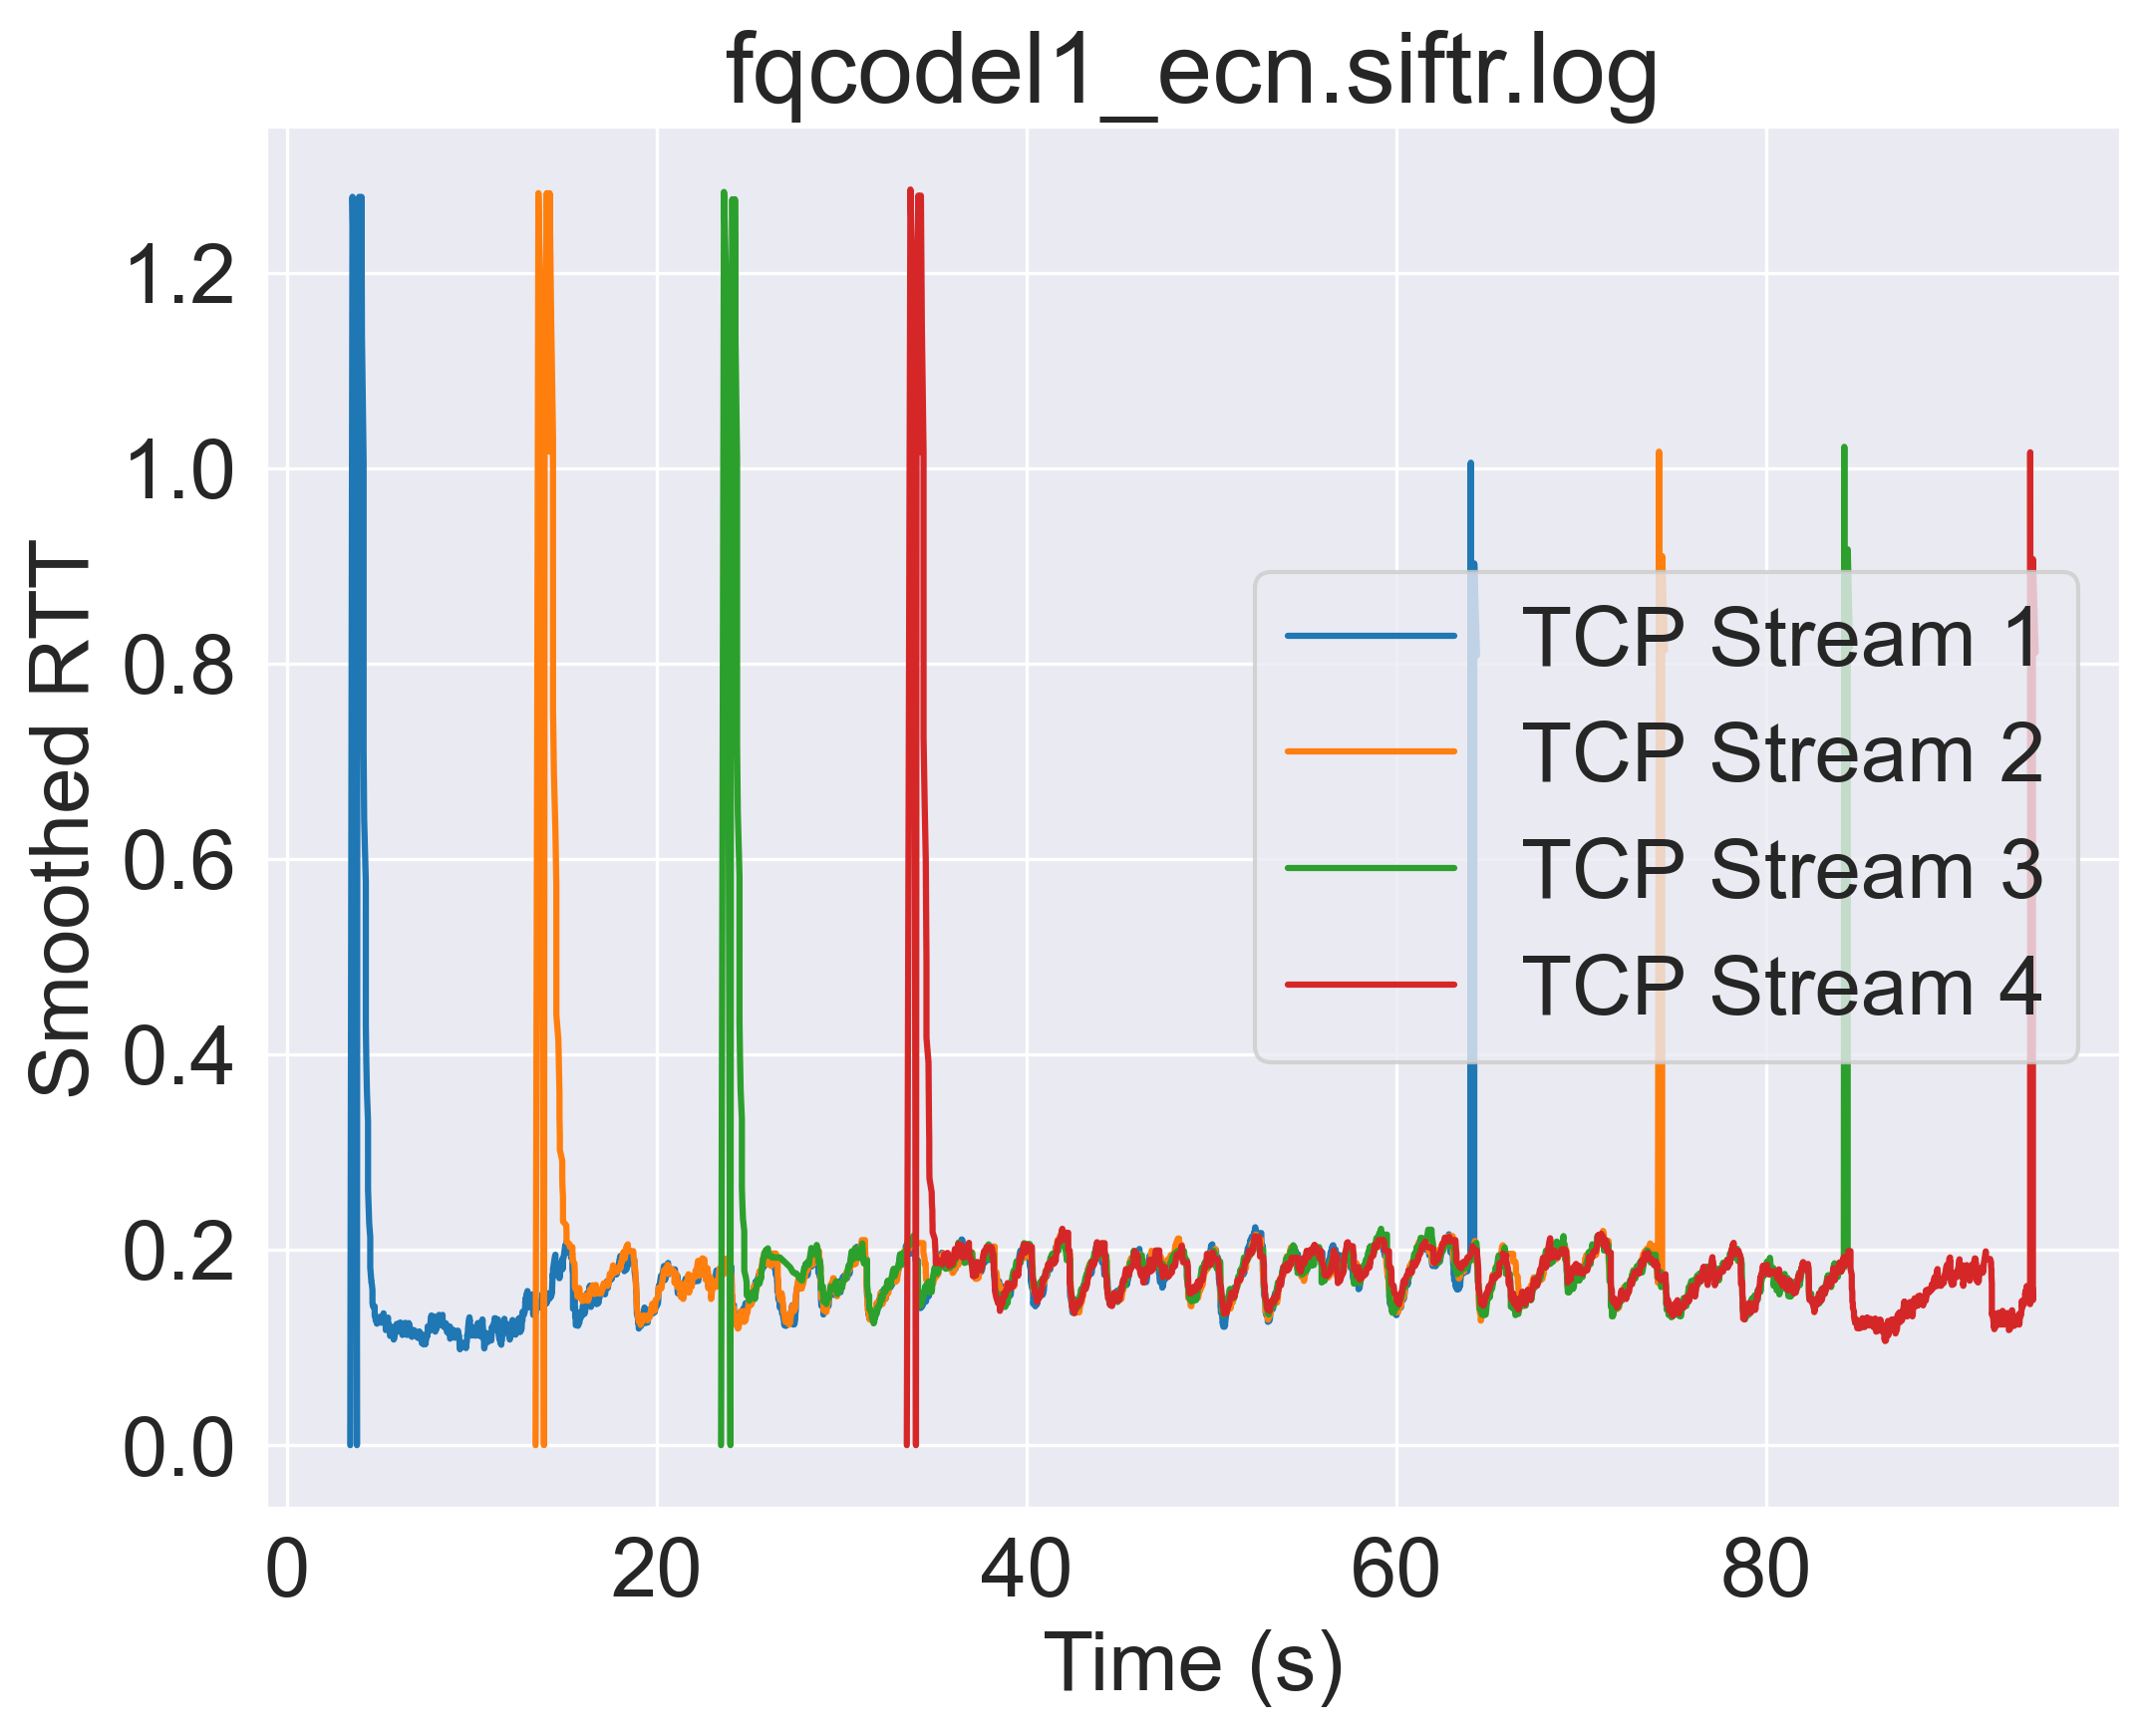 fqcodel1_ecn.siftr.log
Smoothed RTT
1.2
1.0
0.8
0.6
0.4
0.2
0.0
TCP Stream 1
TCP Stream 2
TCP Stream 3
TCP Stream 4
0 20 40 60 80
Time (s)